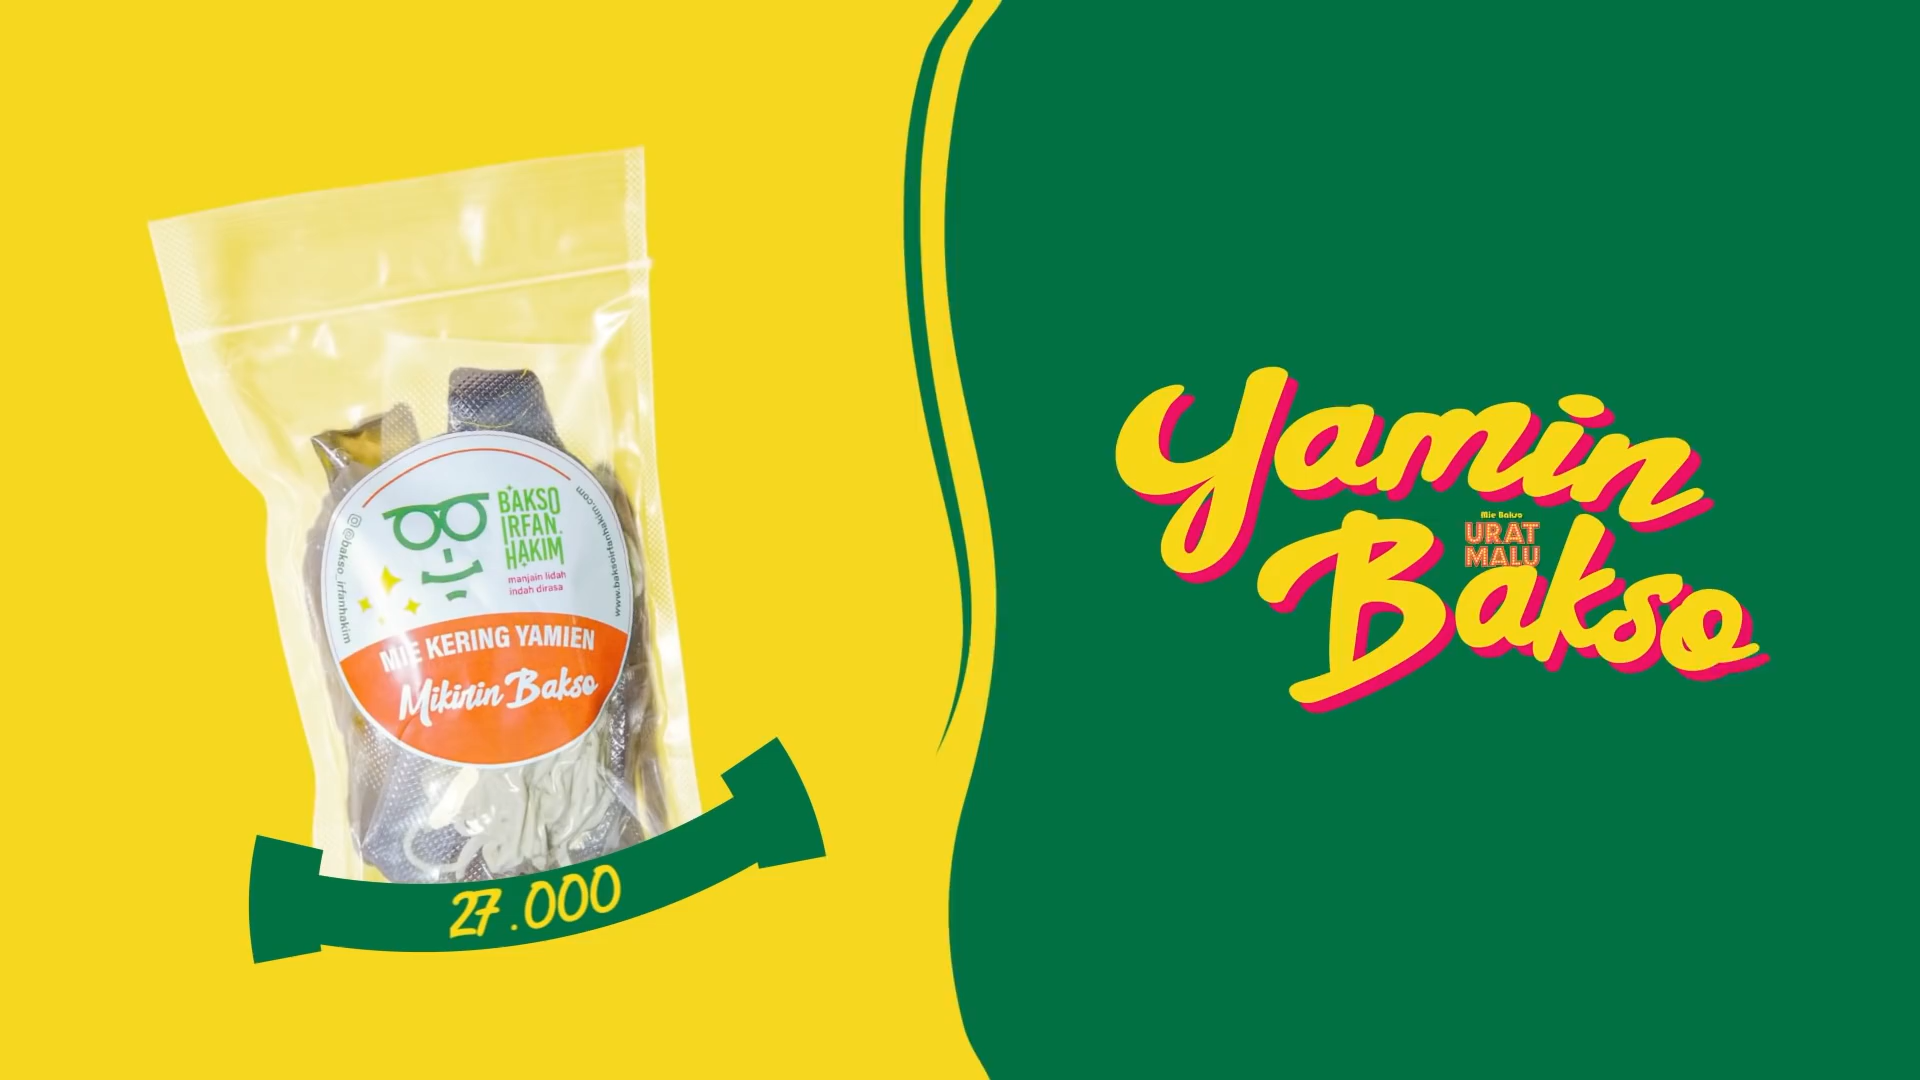 BAKSO
IRFAN
HAKIM
manjain lidah
indah dirasa
@bakso_irfanhakim
www.baksoirfanhakim.com
MIE KERING YAMIEN
Mikinin Bakso
27.000
Yamin
Mie Bakso
URAT
MALU
Bakso